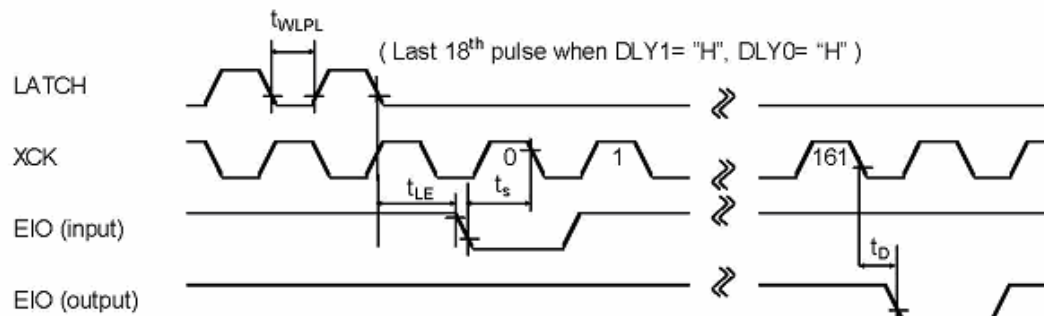 tWLPL
( Last 18th pulse when DLY1= "H", DLY0= “H” )
LATCH
XCK
0
1
161
tLE
ts
EIO (input)
tD
EIO (output)